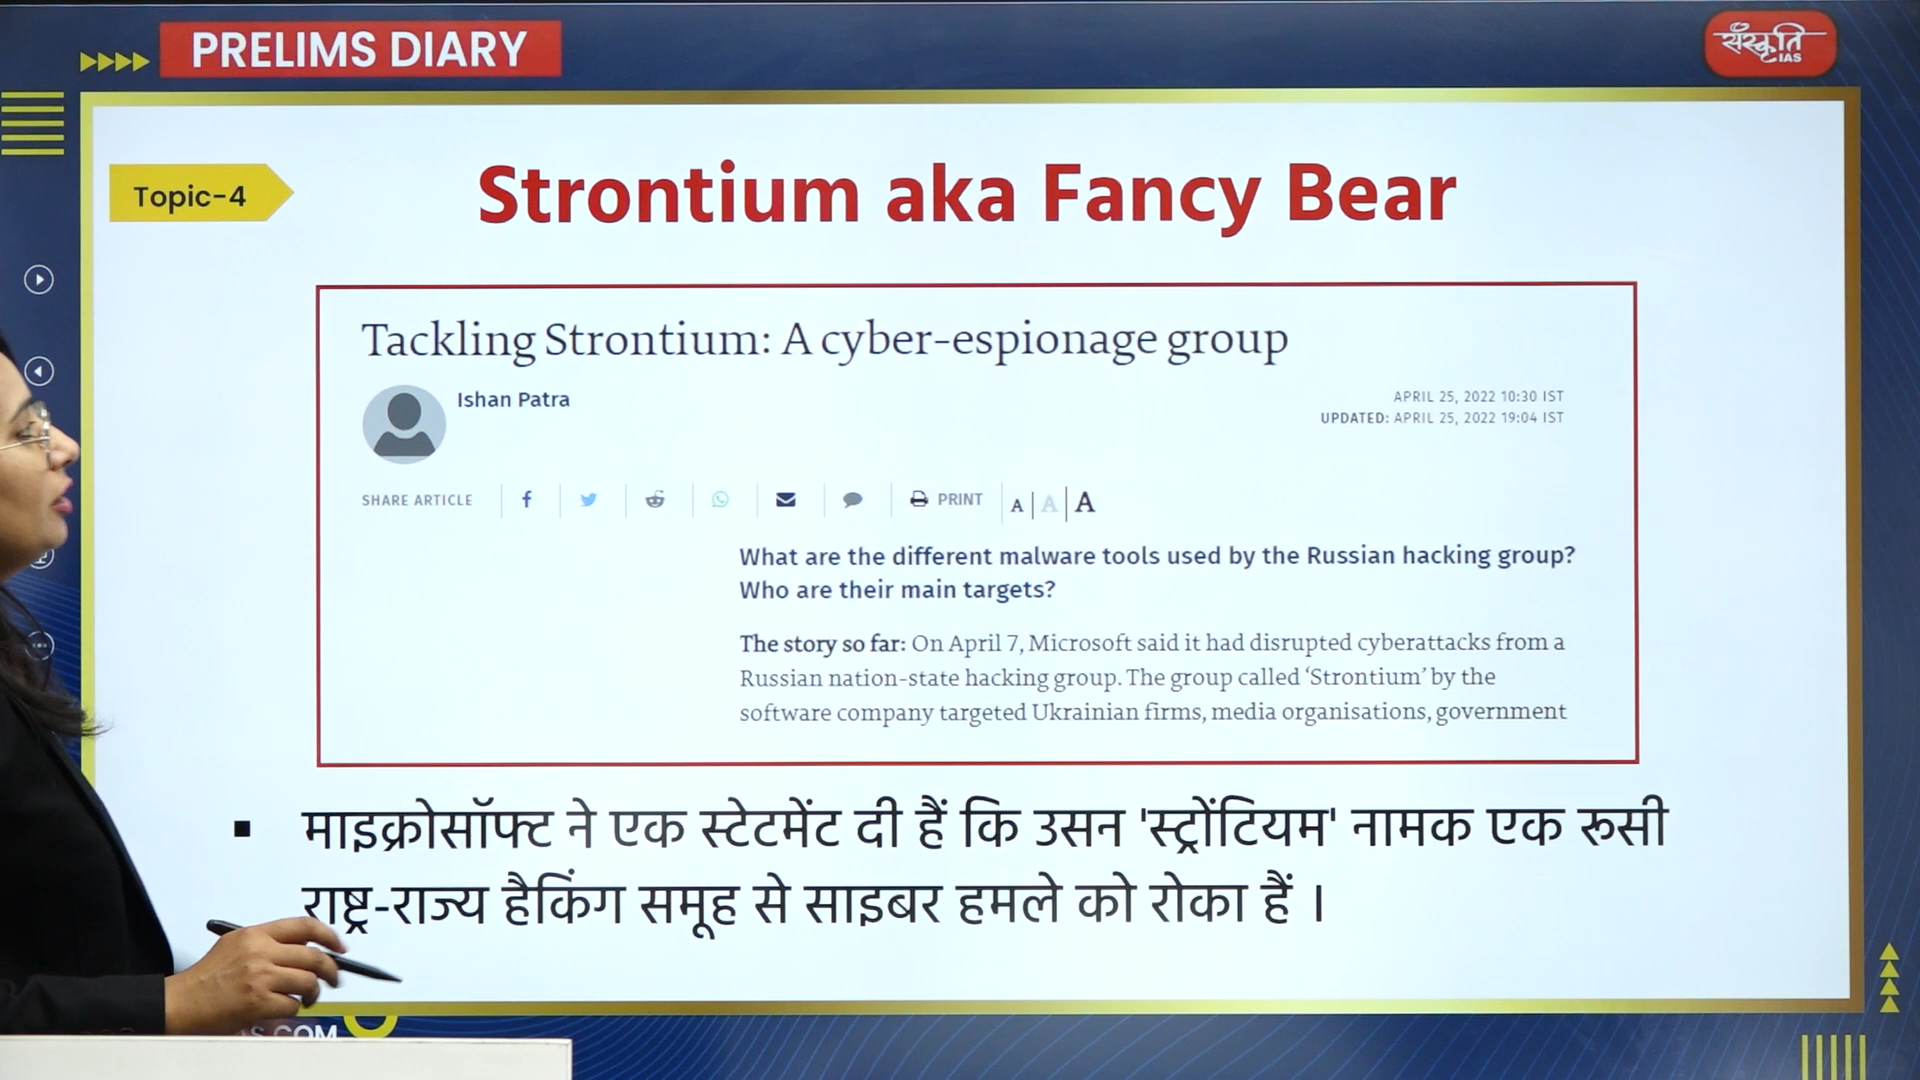 PRELIMS DIARY
संस्कृति
IAS
Topic-4
Strontium aka Fancy Bear
Tackling Strontium: A cyber-espionage group
Ishan Patra
APRIL 25, 2022 10:30 IST
UPDATED: APRIL 25, 2022 19:04 IST
SHARE ARTICLE
PRINT A A A
What are the different malware tools used by the Russian hacking group?
Who are their main targets?
The story so far: On April 7, Microsoft said it had disrupted cyberattacks from a
Russian nation-state hacking group. The group called ‘Strontium’ by the
software company targeted Ukrainian firms, media organisations, government
▪ माइक्रोसॉफ्ट ने एक स्टेटमेंट दी हैं कि उसन 'स्ट्रोंटियम' नामक एक रूसी
राष्ट्र-राज्य हैकिंग समूह से साइबर हमले को रोका हैं ।